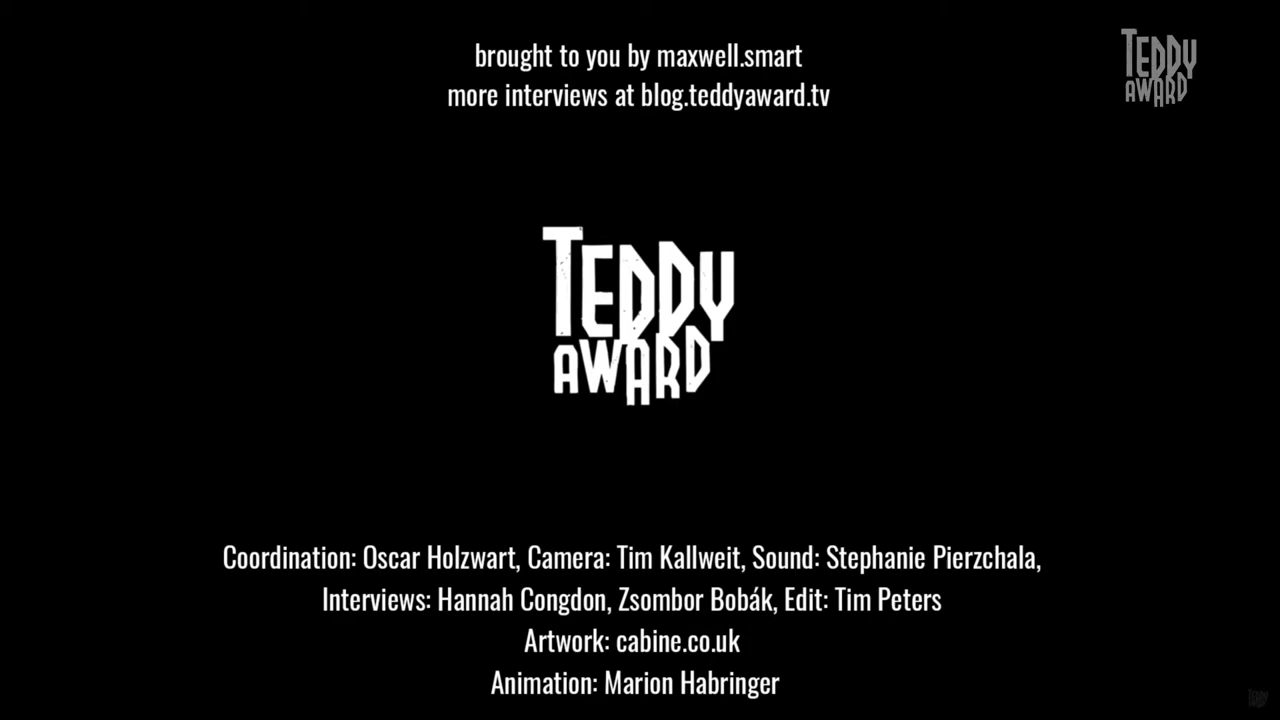 brought to you by maxwell.smart
more interviews at blog.teddyaward.tv
TEDDY
AWARD
TEDDY
AWARD
Coordination: Oscar Holzwart, Camera: Tim Kallweit, Sound: Stephanie Pierzchala,
Interviews: Hannah Congdon, Zsombor Bobák, Edit: Tim Peters
Artwork: cabine.co.uk
Animation: Marion Habringer
TEDDY